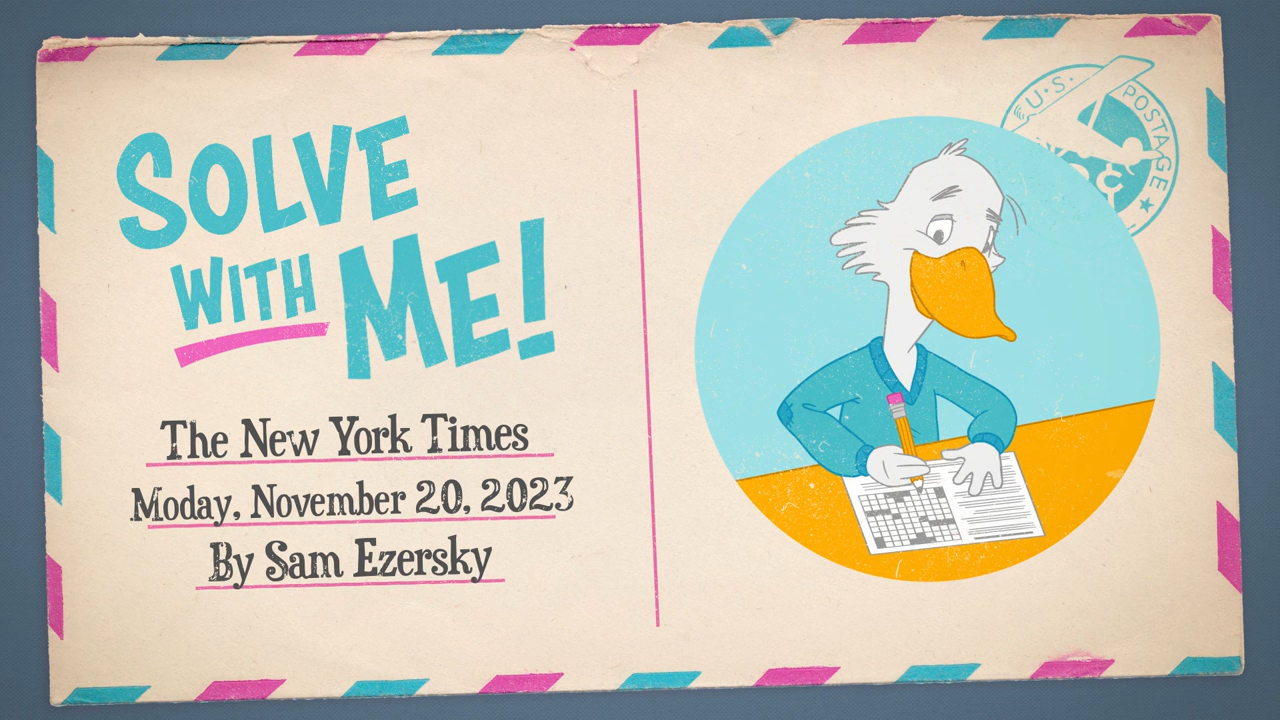 SOLVE
WITH ME!
The New York Times
Moday, November 20, 2023
By Sam Ezersky
U.S. POSTAGE